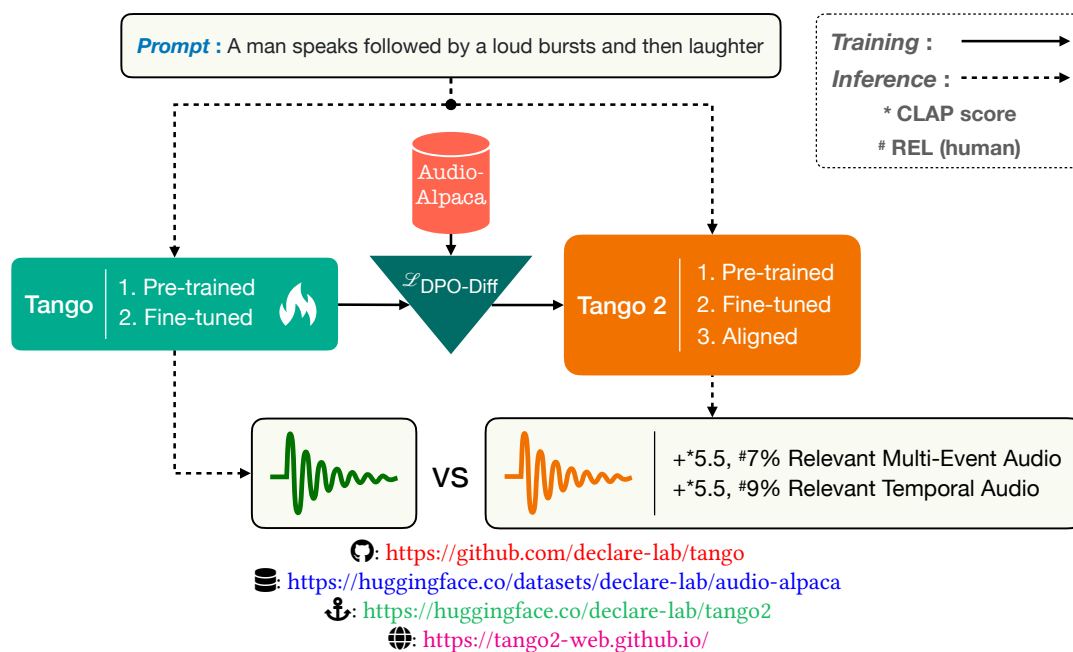 Prompt : A man speaks followed by a loud bursts and then laughter
Training :
Inference :
* CLAP score
# REL (human)
Audio-
Alpaca
Tango
1. Pre-trained
2. Fine-tuned
ℒDPO-Diff
Tango 2
1. Pre-trained
2. Fine-tuned
3. Aligned
vs
+*5.5, #7% Relevant Multi-Event Audio
+*5.5, #9% Relevant Temporal Audio
: https://github.com/declare-lab/tango
: https://huggingface.co/datasets/declare-lab/audio-alpaca
: https://huggingface.co/declare-lab/tango2
: https://tango2-web.github.io/